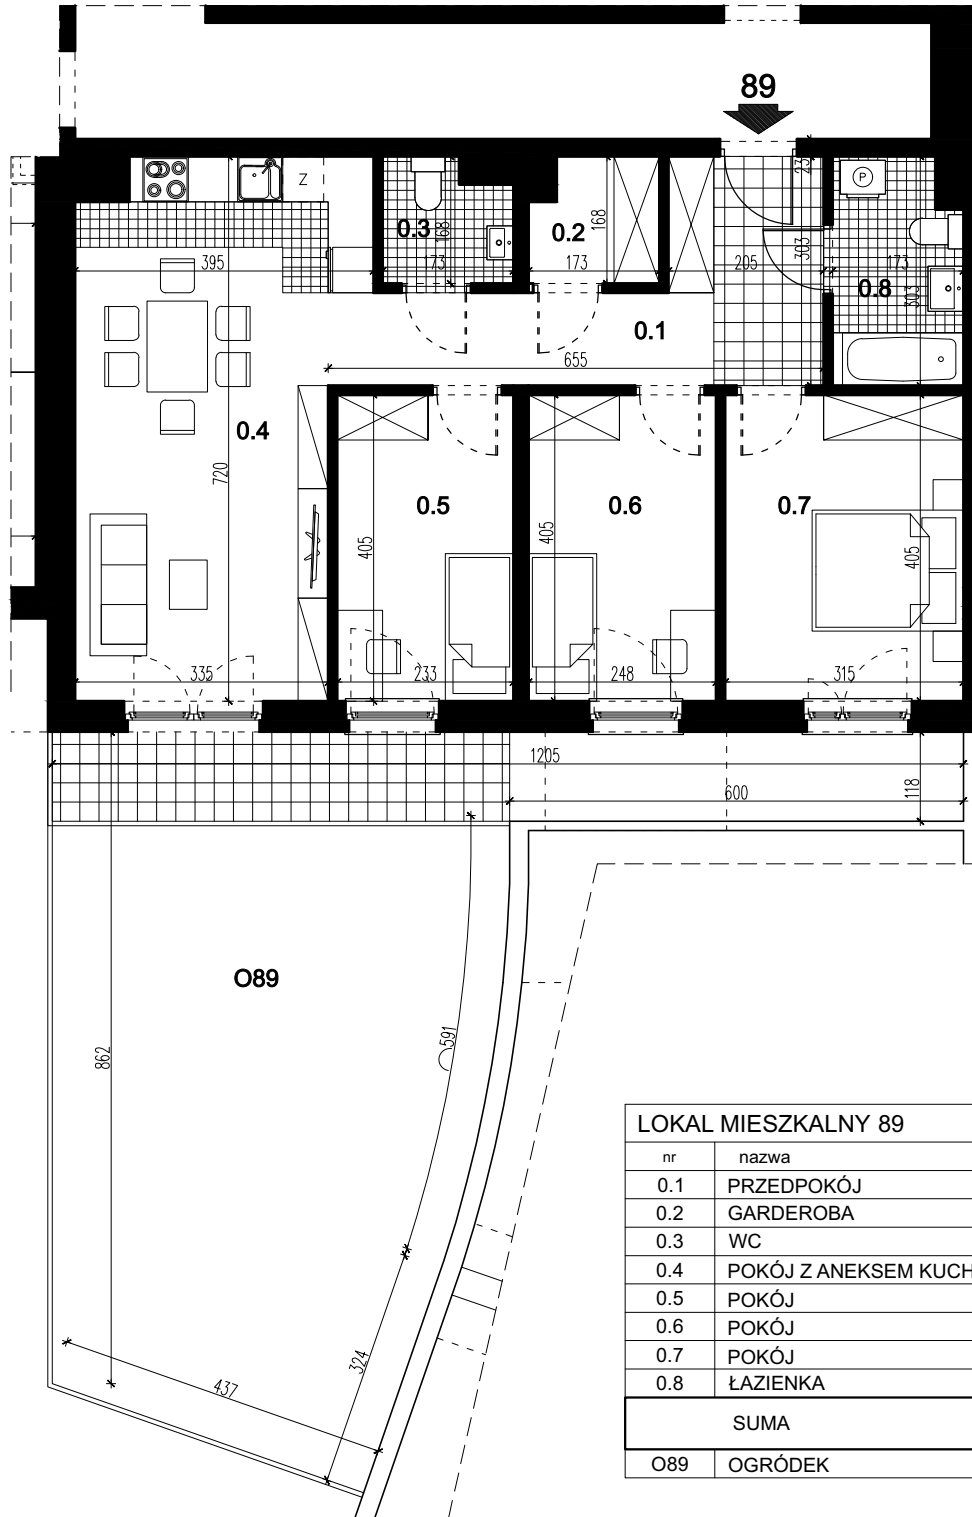 89
23
Z
P
0.3
168
0.2
168
303
395
173
173
205
173
0.8
303
0.1
655
0.4
720
0.5
0.6
0.7
405
405
405
335
233
248
315
1205
600
118
O89
862
591
324
437
LOKAL MIESZKALNY 89
nr nazwa
0.1 PRZEDPOKÓJ
0.2 GARDEROBA
0.3 WC
0.4 POKÓJ Z ANEKSEM KUCH
0.5 POKÓJ
0.6 POKÓJ
0.7 POKÓJ
0.8 ŁAZIENKA
SUMA
O89 OGRÓDEK